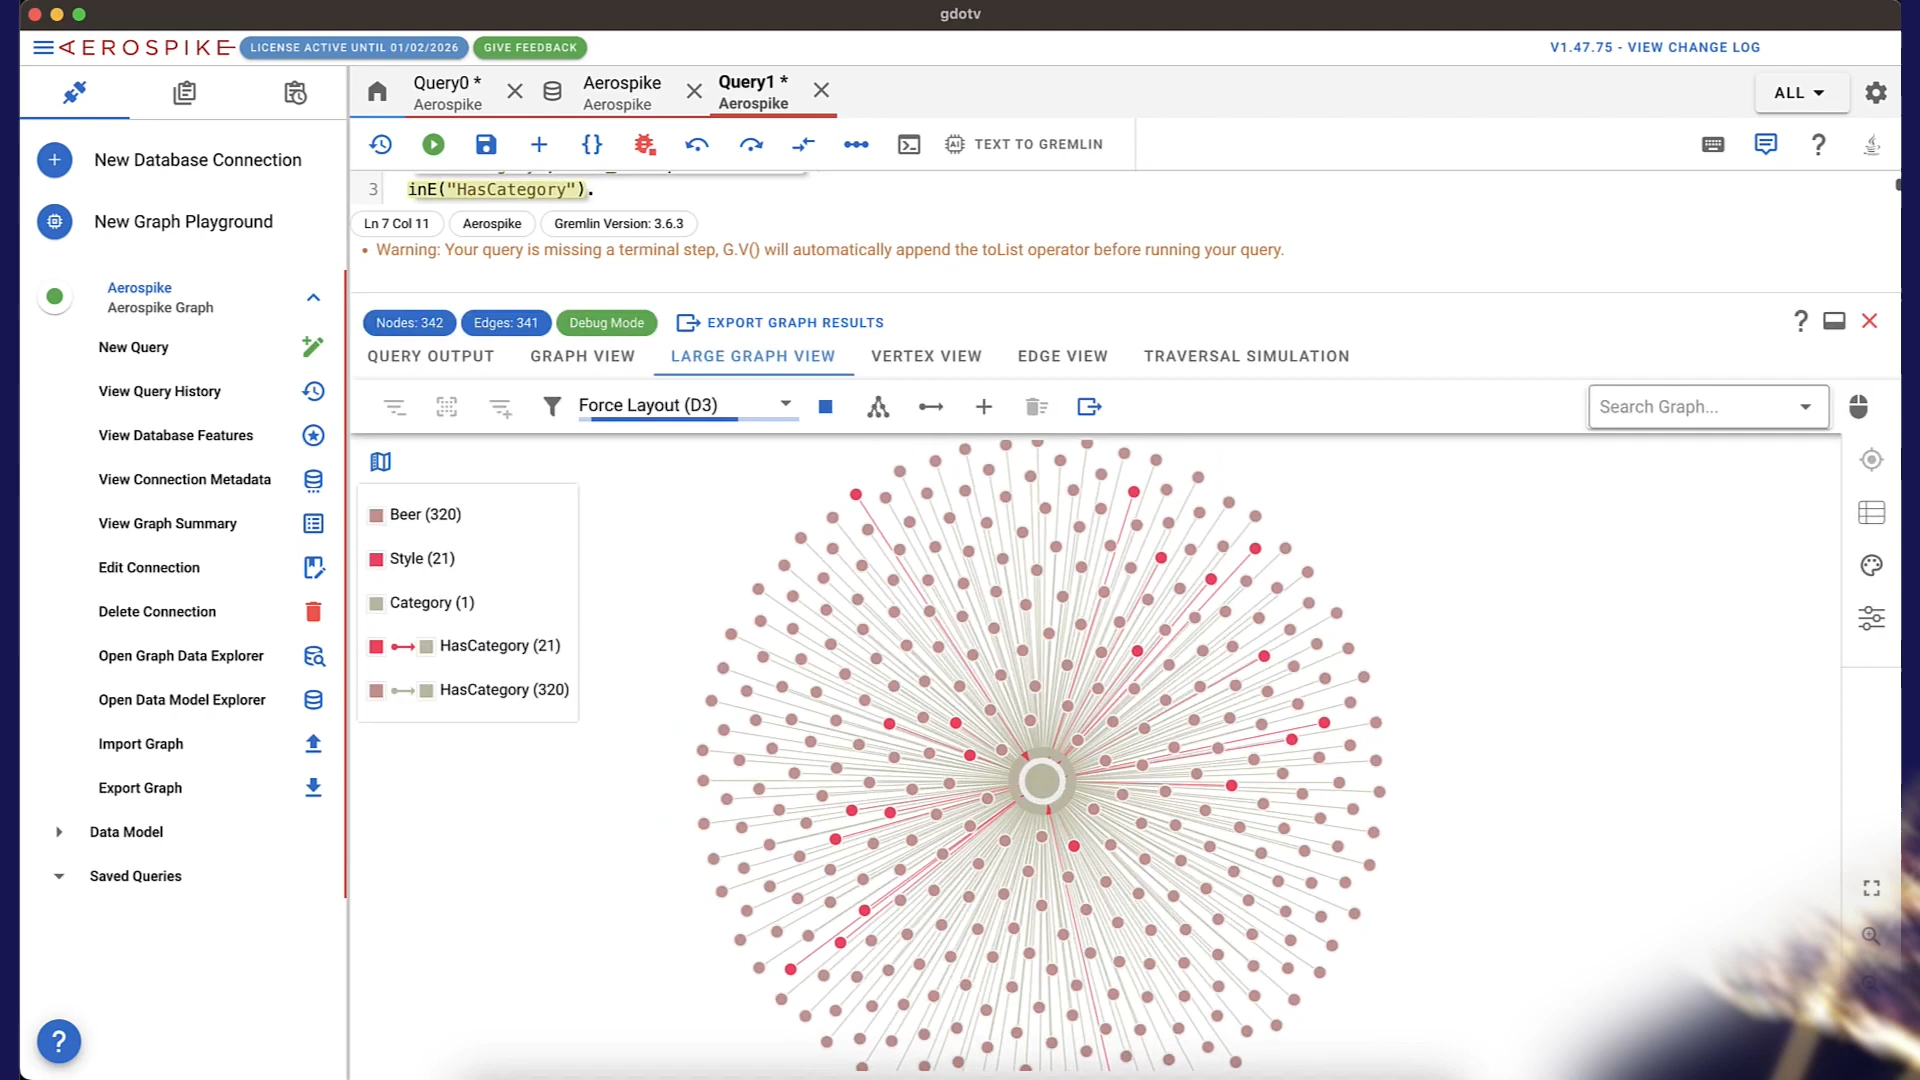 gdotv
AEROSPIKE
LICENSE ACTIVE UNTIL 01/02/2026
GIVE FEEDBACK
V1.47.75 - VIEW CHANGE LOG
Query0 *
Aerospike
Aerospike
Aerospike
Query1 *
Aerospike
ALL
TEXT TO GREMLIN
New Database Connection
New Graph Playground
Aerospike
Aerospike Graph
New Query
View Query History
View Database Features
View Connection Metadata
View Graph Summary
Edit Connection
Delete Connection
Open Graph Data Explorer
Open Data Model Explorer
Import Graph
Export Graph
Data Model
Saved Queries
?
3 inE("HasCategory").
Ln 7 Col 11
Aerospike
Gremlin Version: 3.6.3
• Warning: Your query is missing a terminal step, G.V() will automatically append the toList operator before running your query.
Nodes: 342
Edges: 341
Debug Mode
EXPORT GRAPH RESULTS
QUERY OUTPUT
GRAPH VIEW
LARGE GRAPH VIEW
VERTEX VIEW
EDGE VIEW
TRAVERSAL SIMULATION
Force Layout (D3)
Search Graph...
Beer (320)
Style (21)
Category (1)
HasCategory (21)
HasCategory (320)